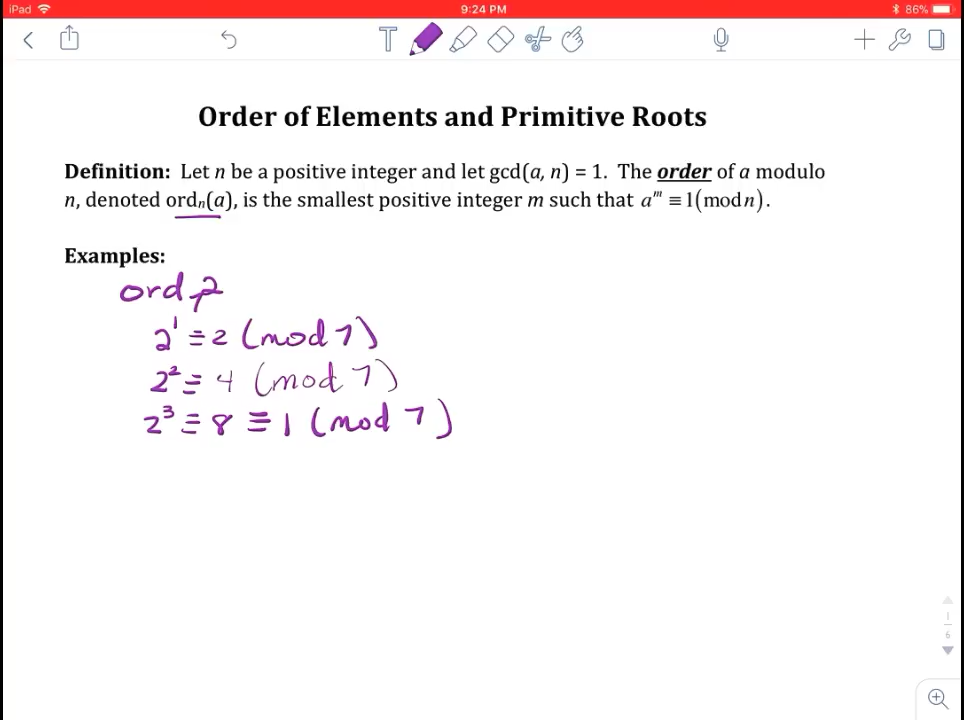 iPad 9:24 PM 86%
T
Order of Elements and Primitive Roots
Definition: Let n be a positive integer and let gcd(a, n) = 1. The order of a modulo
n, denoted ordₙ(a), is the smallest positive integer m such that aᵐ ≡ 1(mod n).
Examples:
ord₇2
2¹ ≡ 2 (mod 7)
2² ≡ 4 (mod 7)
2³ ≡ 8 ≡ 1 (mod 7)
1
6